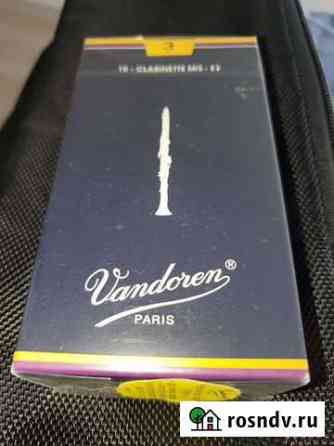 3
10 - CLARINETTE MIB - EB
Vandoren®
PARIS
rosndv.ru